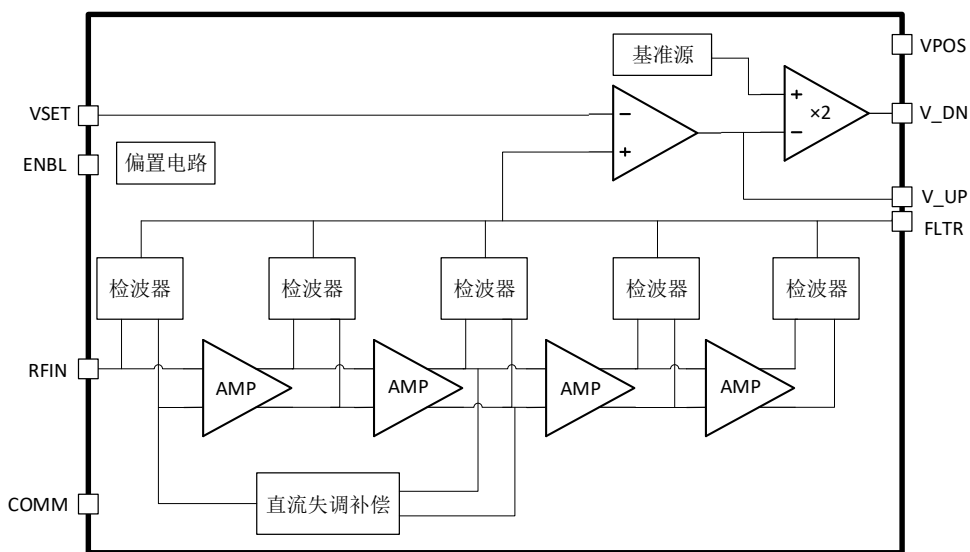 VPOS
基准源
VSET
−
+
×2
−
+
V_DN
ENBL
偏置电路
V_UP
FLTR
检波器
检波器
检波器
检波器
检波器
RFIN
AMP
AMP
AMP
AMP
COMM
直流失调补偿